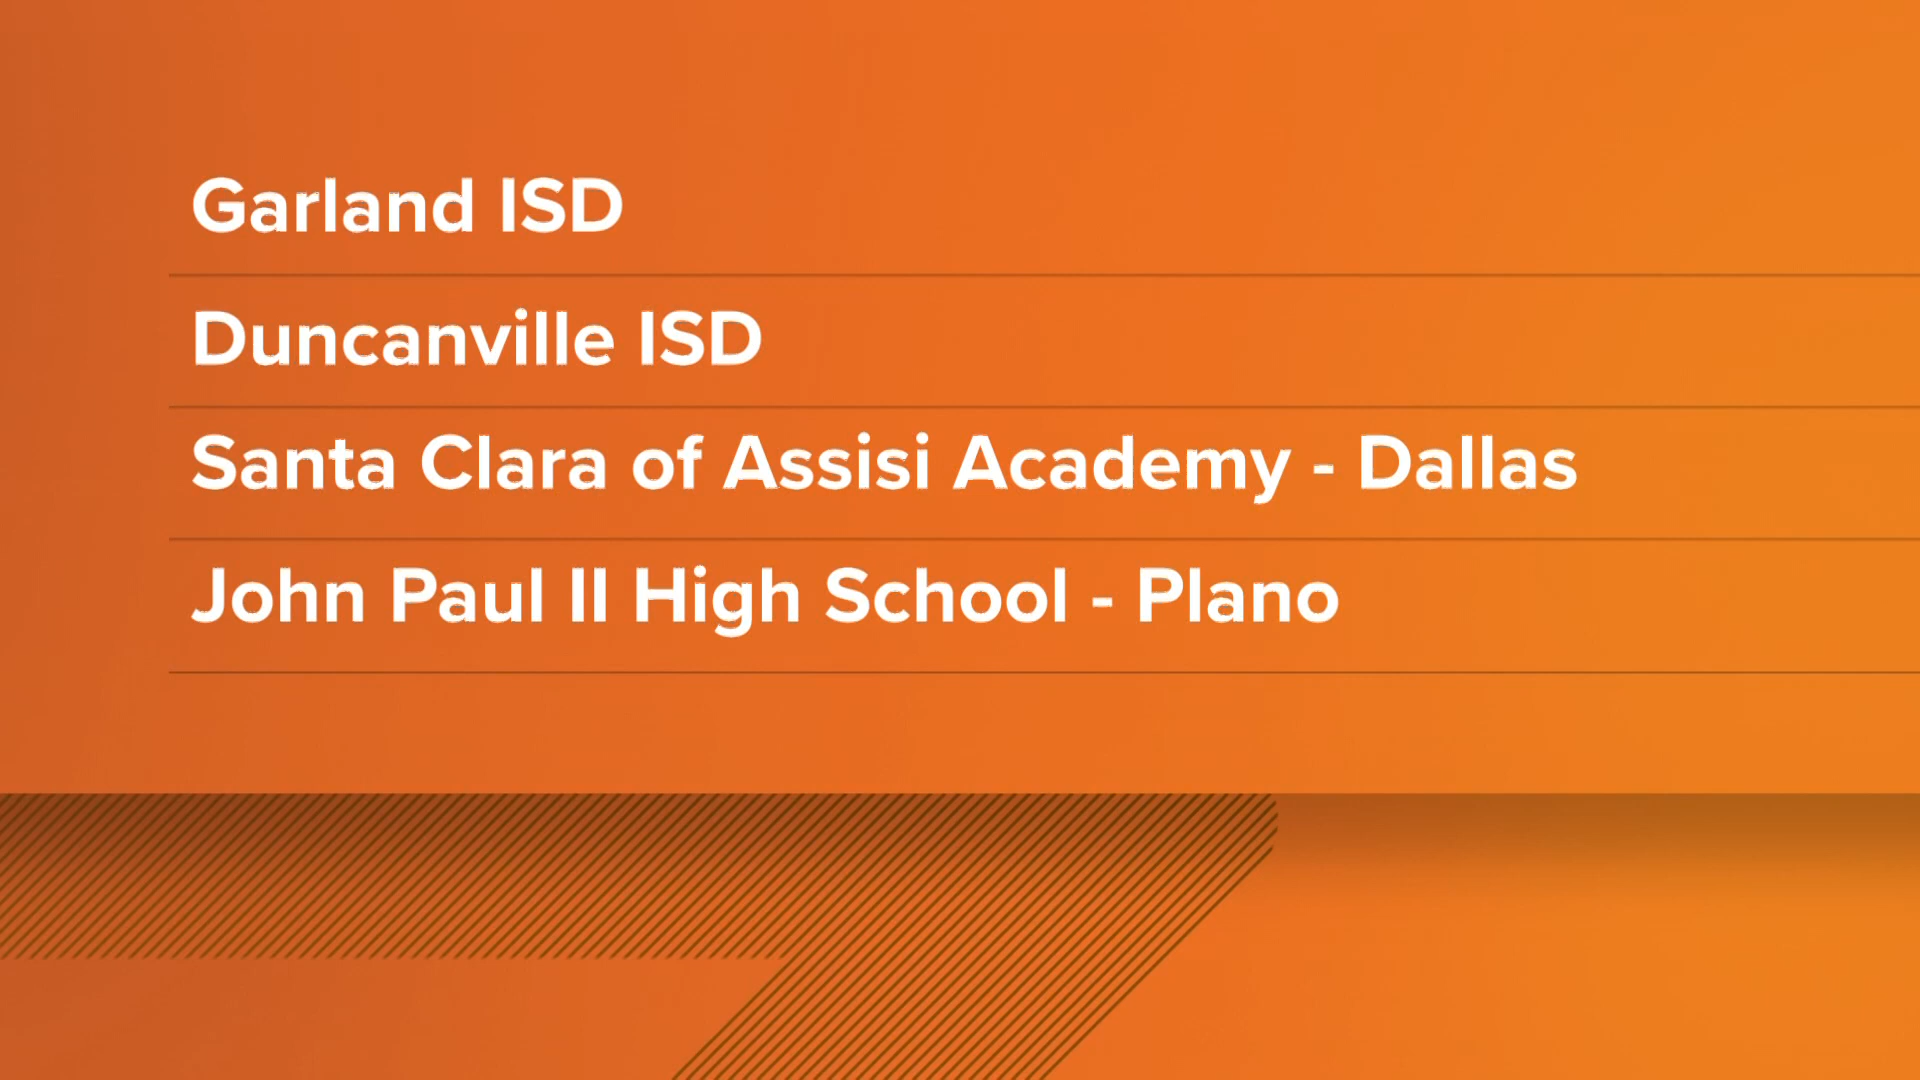 Garland ISD
Duncanville ISD
Santa Clara of Assisi Academy - Dallas
John Paul II High School - Plano